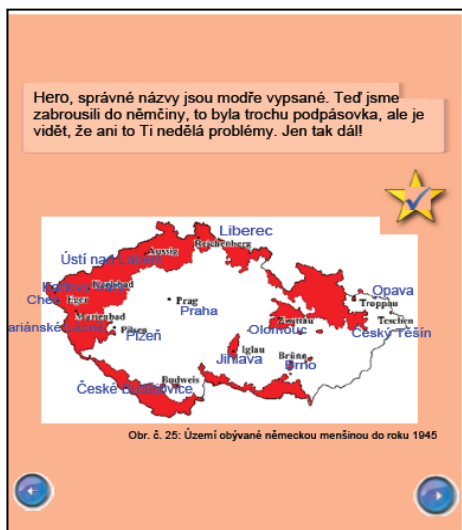 Hero, správné názvy jsou modře vypsané. Teď jsme
zabrousili do němčiny, to byla trochu podpásovka, ale je
vidět, že ani to Ti nedělá problémy. Jen tak dál!
Liberec
Reichenberg
Ústí nad Labem
Aussig
Karlovy Vary
Karlsbad
Cheb
Eger
Prag
Praha
Opava
Troppau
Marienbad
ariánské Lázně
Pilsen
Plzeň
Zwittau
Olomouc
Teschen
Český Těšín
Iglau
Jihlava
Brünn
Brno
Budweis
České Budějovice
Obr. č. 25: Území obývané německou menšinou do roku 1945